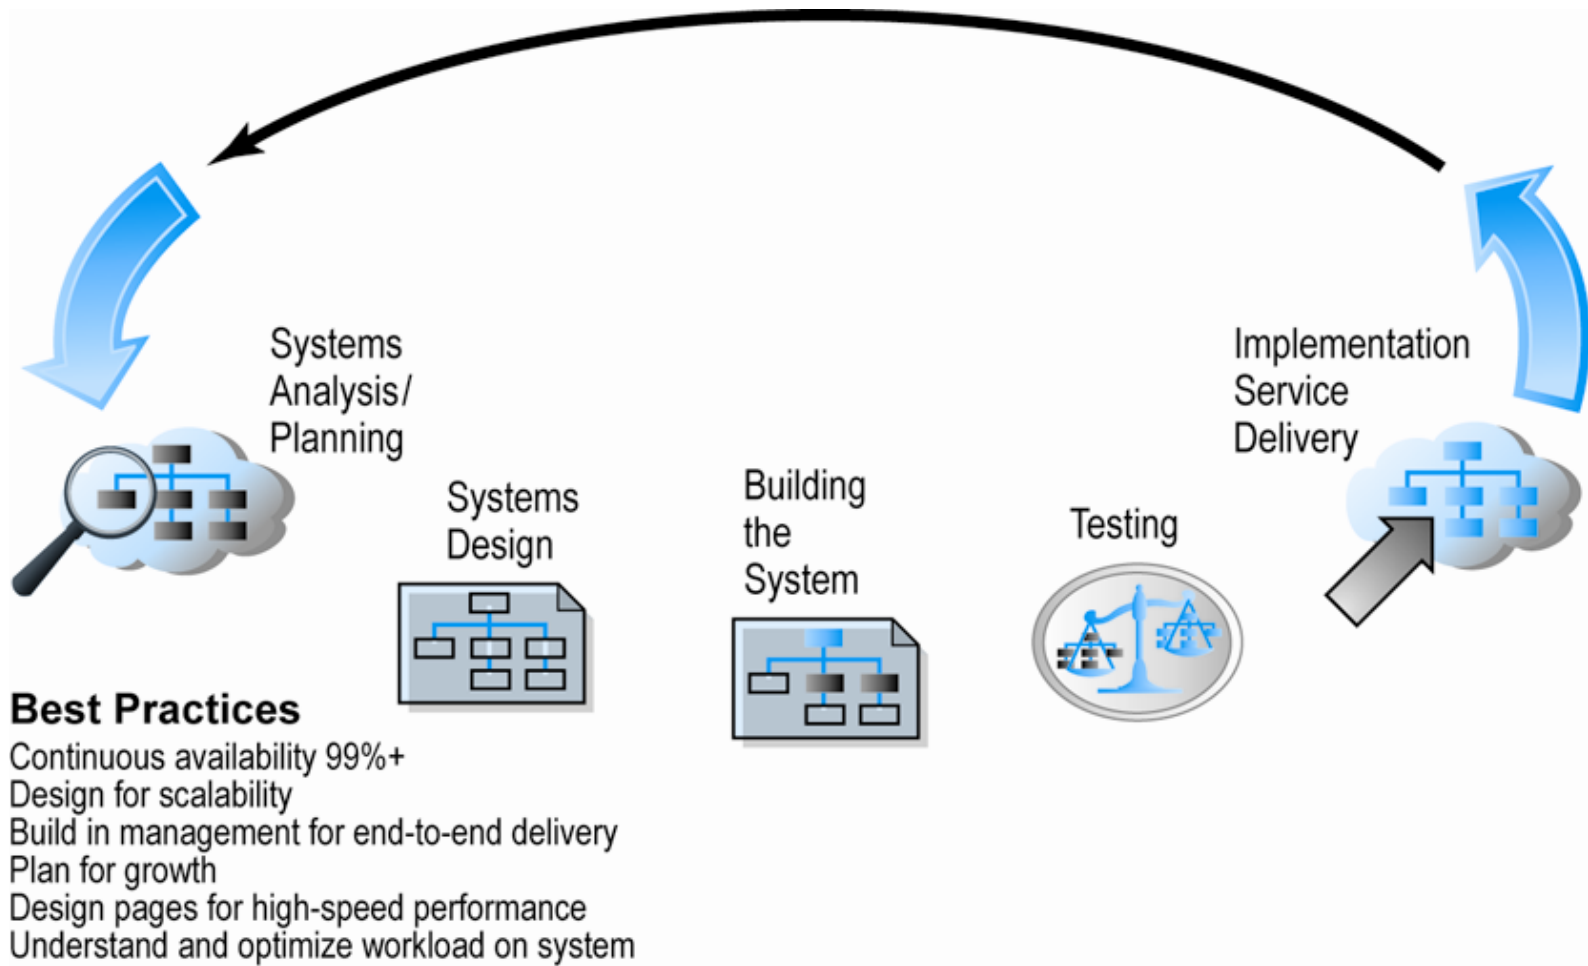 Systems
Analysis/
Planning
Systems
Design
Building
the
System
Testing
Implementation
Service
Delivery
Best Practices
Continuous availability 99%+
Design for scalability
Build in management for end-to-end delivery
Plan for growth
Design pages for high-speed performance
Understand and optimize workload on system